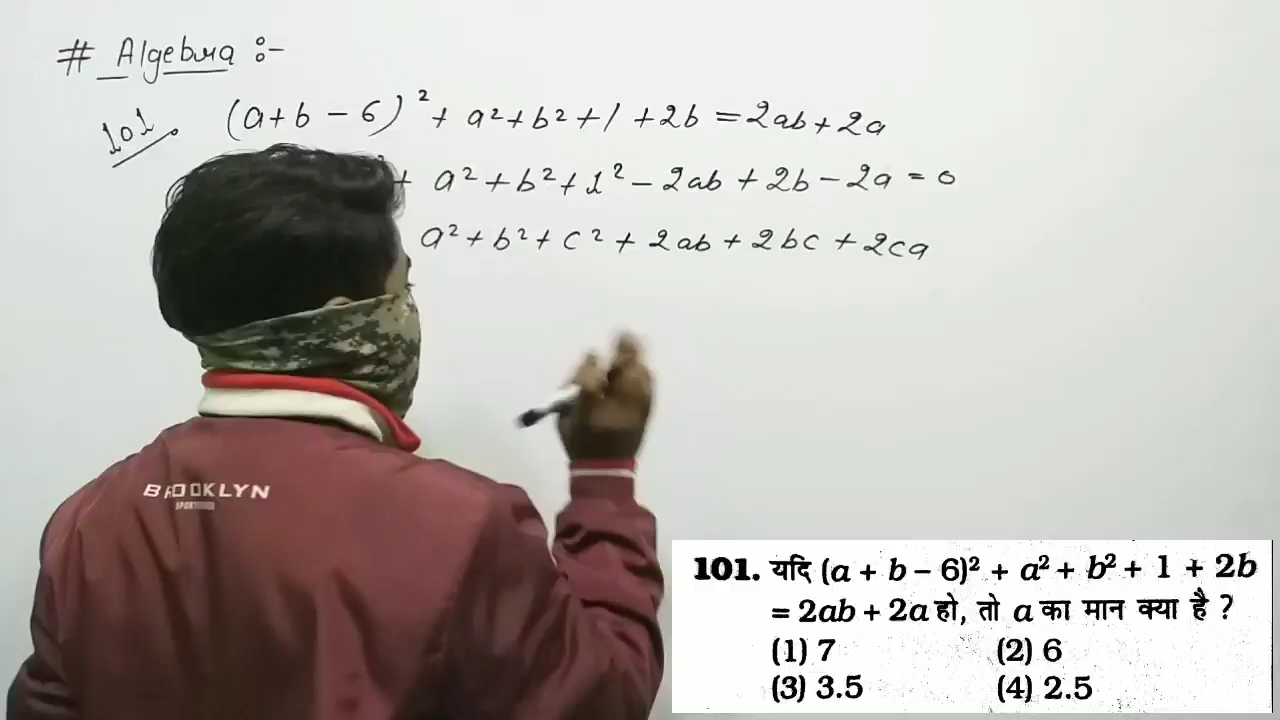 # Algebra :-
101. (a+b-6)² + a²+b²+1+2b = 2ab+2a
+ a²+b²+1²-2ab+2b-2a = 0
a²+b²+c²+2ab+2bc+2ca
BROOKLYN
101. यदि (a + b – 6)² + a² + b² + 1 + 2b
= 2ab + 2a हो, तो a का मान क्या है ?
(1) 7 (2) 6
(3) 3.5 (4) 2.5